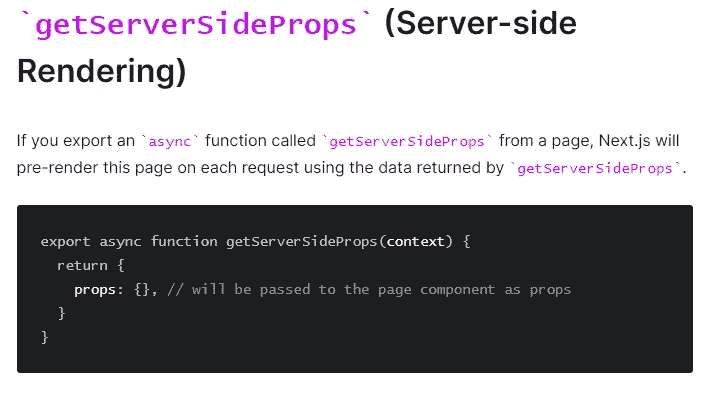 `getServerSideProps` (Server-side
Rendering)
If you export an `async` function called `getServerSideProps` from a page, Next.js will
pre-render this page on each request using the data returned by `getServerSideProps`.
export async function getServerSideProps(context) {
  return {
    props: {}, // will be passed to the page component as props
  }
}